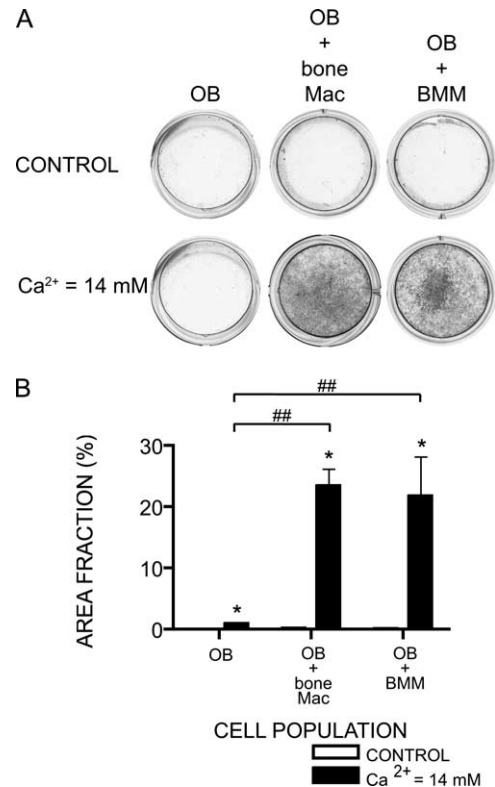 A
OB
OB
+
bone
Mac
OB
+
BMM
CONTROL
Ca²⁺ = 14 mM
B
##
##
AREA FRACTION (%)
30
20
10
0
*
*
*
OB
OB
+
bone
Mac
OB
+
BMM
CELL POPULATION
CONTROL
Ca ²⁺ = 14 mM